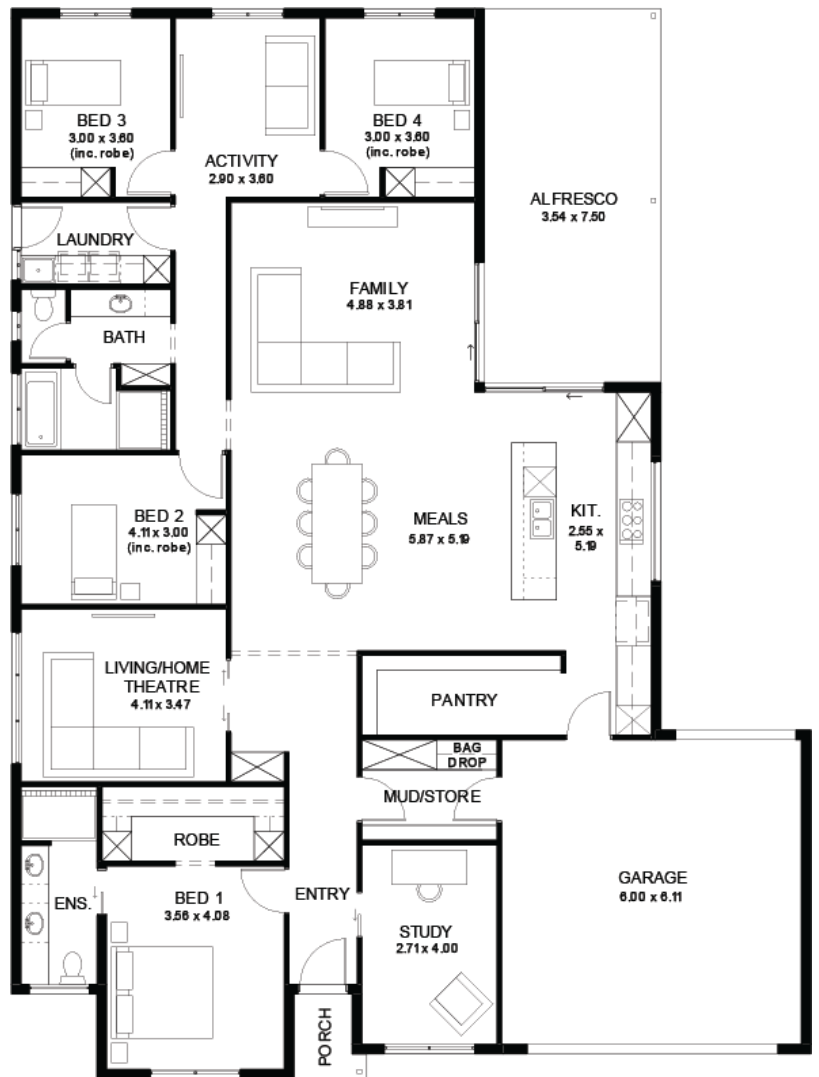 BED 3
3.00 x 3.60
(inc. robe)
ACTIVITY
2.90 x 3.60
BED 4
3.00 x 3.60
(inc. robe)
ALFRESCO
3.54 x 7.50
LAUNDRY
FAMILY
4.88 x 3.81
BATH
BED 2
4.11 x 3.00
(inc. robe)
MEALS
5.87 x 5.19
KIT.
2.55 x
5.19
LIVING/HOME
THEATRE
4.11 x 3.47
PANTRY
BAG
DROP
MUD/STORE
ROBE
ENS.
BED 1
3.56 x 4.08
ENTRY
STUDY
2.71 x 4.00
GARAGE
6.00 x 6.11
PORCH